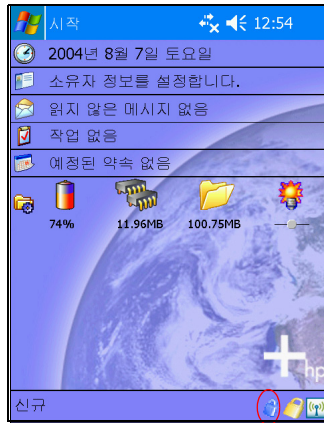 시작 12:54
2004년 8월 7일 토요일
소유자 정보를 설정합니다.
읽지 않은 메시지 없음
작업 없음
예정된 약속 없음
74% 11.96MB 100.75MB
hp
신규